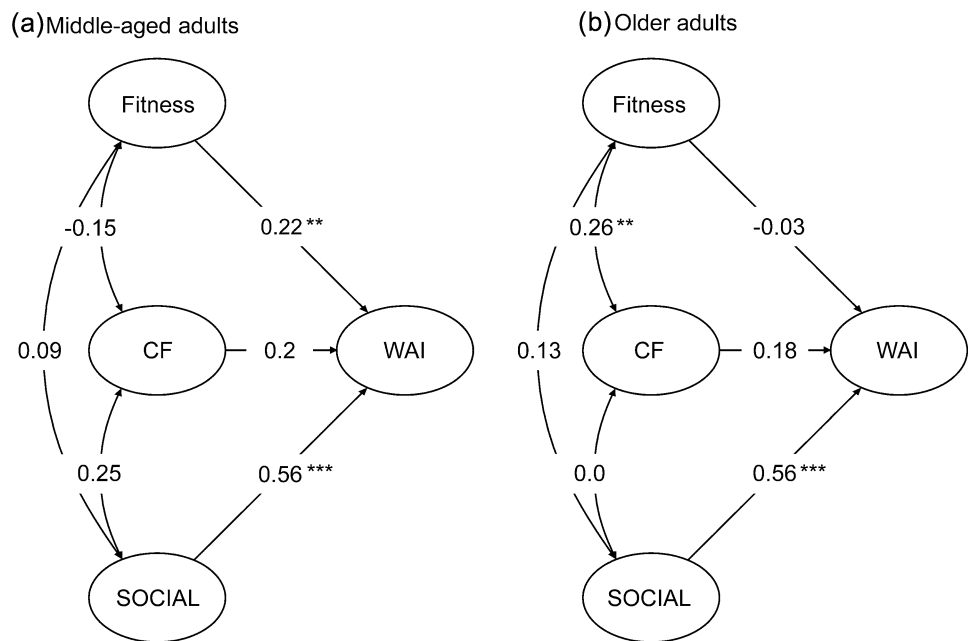 (a) Middle-aged adults
Fitness
-0.15
0.22 **
0.09
CF
0.2
WAI
0.25
0.56 ***
SOCIAL
(b) Older adults
Fitness
0.26 **
-0.03
0.13
CF
0.18
WAI
0.0
0.56 ***
SOCIAL